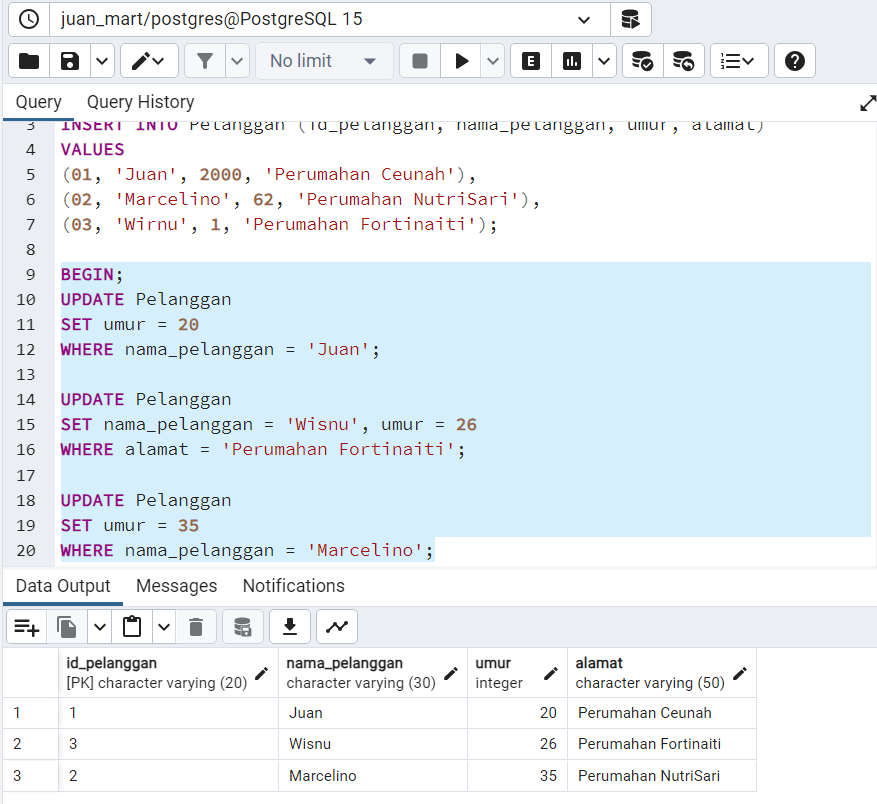 juan_mart/postgres@PostgreSQL 15
No limit
E
Query Query History
3 INSERT INTO Pelanggan (id_pelanggan, nama_pelanggan, umur, alamat)
4 VALUES
5 (01, 'Juan', 2000, 'Perumahan Ceunah'),
6 (02, 'Marcelino', 62, 'Perumahan NutriSari'),
7 (03, 'Wirnu', 1, 'Perumahan Fortinaiti');
8
9 BEGIN;
10 UPDATE Pelanggan
11 SET umur = 20
12 WHERE nama_pelanggan = 'Juan';
13
14 UPDATE Pelanggan
15 SET nama_pelanggan = 'Wisnu', umur = 26
16 WHERE alamat = 'Perumahan Fortinaiti';
17
18 UPDATE Pelanggan
19 SET umur = 35
20 WHERE nama_pelanggan = 'Marcelino';
Data Output Messages Notifications
id_pelanggan nama_pelanggan umur alamat
[PK] character varying (20) character varying (30) integer character varying (50)
1 1 Juan 20 Perumahan Ceunah
2 3 Wisnu 26 Perumahan Fortinaiti
3 2 Marcelino 35 Perumahan NutriSari